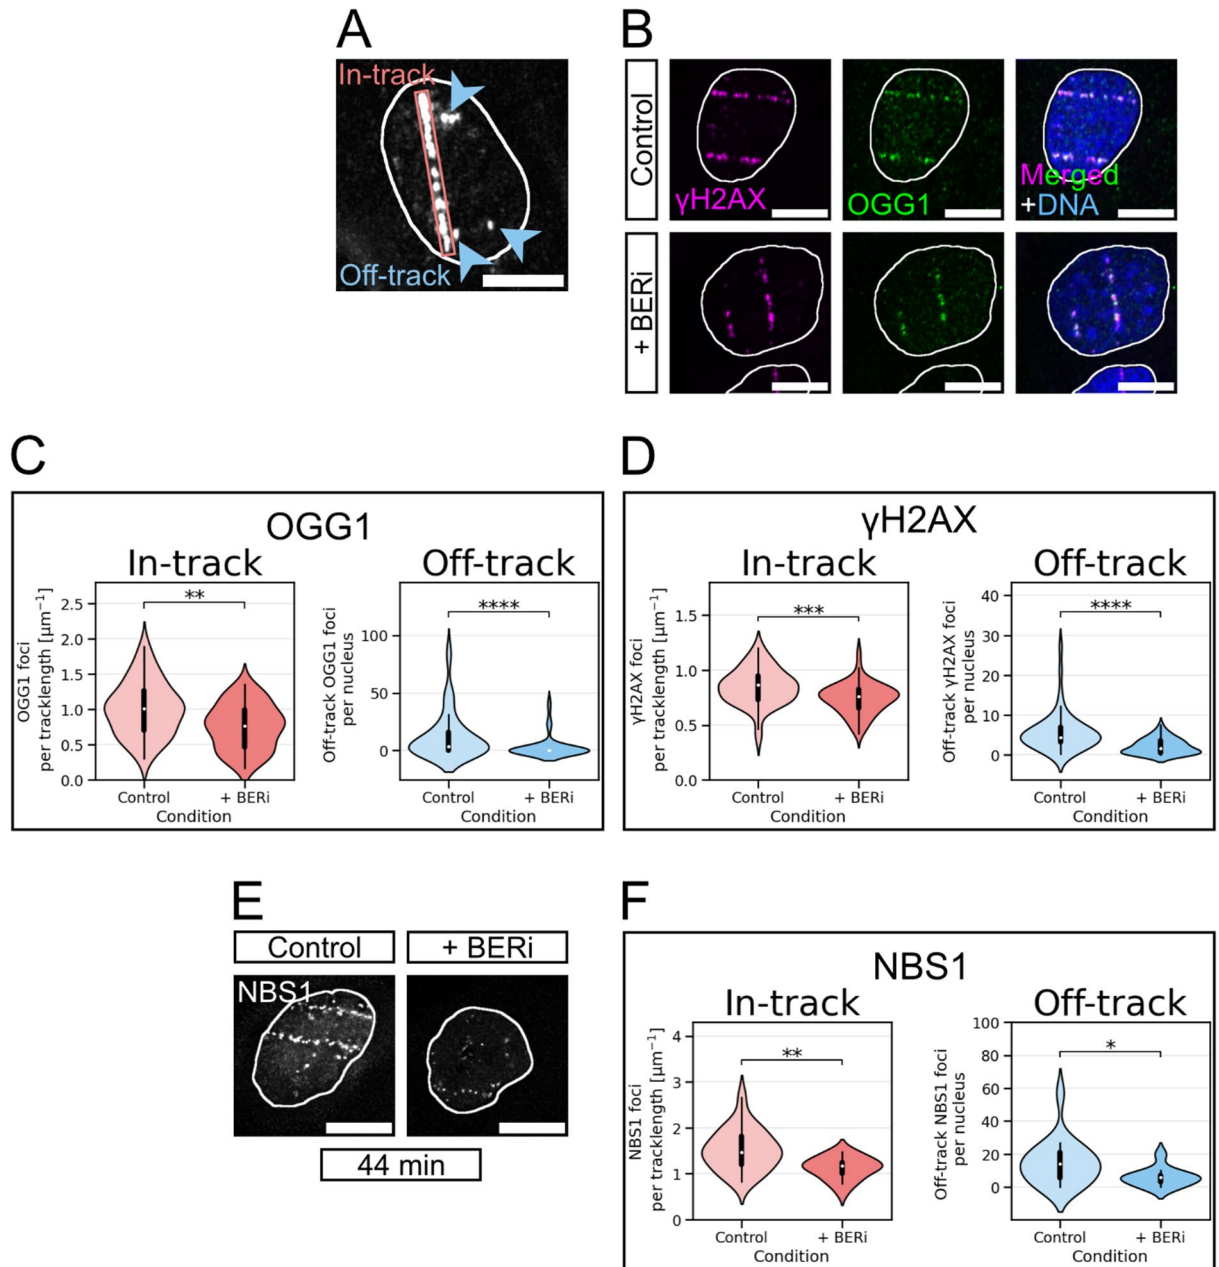 A
In-track
Off-track
B
Control
γH2AX
OGG1
Merged
+DNA
+ BERi
C
OGG1
In-track
Off-track
**
****
OGG1 foci
per tracklength [μm⁻¹]
2.5
2.0
1.5
1.0
0.5
0.0
Control
+ BERi
Condition
Off-track OGG1 foci
per nucleus
100
50
0
Control
+ BERi
Condition
D
γH2AX
In-track
Off-track
***
****
γH2AX foci
per tracklength [μm⁻¹]
1.5
1.0
0.5
0.0
Control
+ BERi
Condition
Off-track γH2AX foci
per nucleus
40
30
20
10
0
Control
+ BERi
Condition
E
Control
+ BERi
NBS1
44 min
F
NBS1
In-track
Off-track
**
*
NBS1 foci
per tracklength [μm⁻¹]
4
3
2
1
0
Control
+ BERi
Condition
Off-track NBS1 foci
per nucleus
100
80
60
40
20
0
Control
+ BERi
Condition